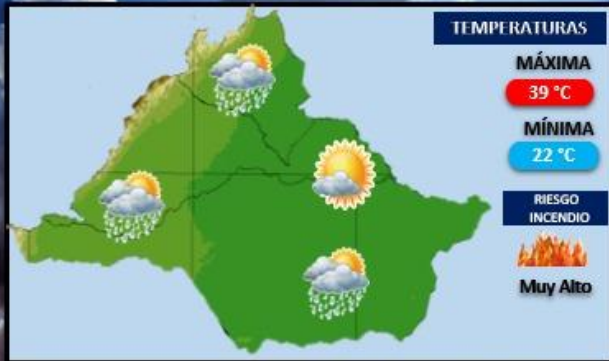 TEMPERATURAS
MÁXIMA
39 °C
MÍNIMA
22 °C
RIESGO
INCENDIO
Muy Alto